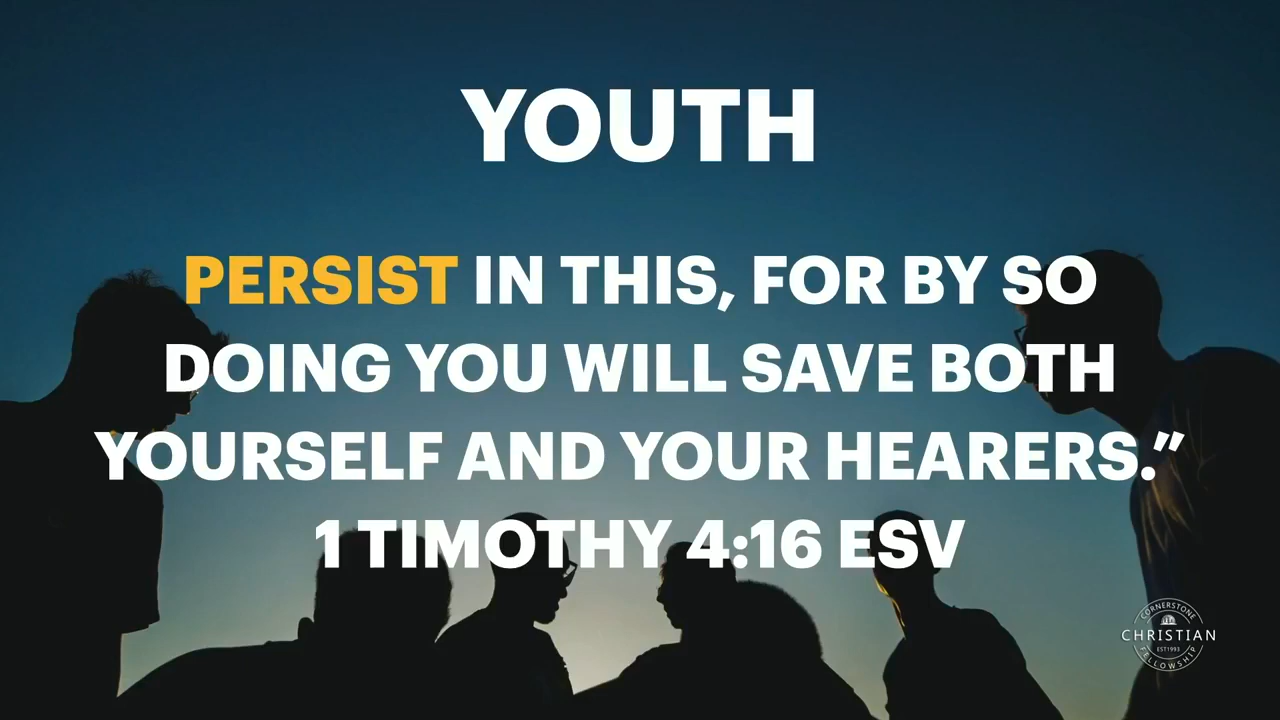 YOUTH
PERSIST IN THIS, FOR BY SO
DOING YOU WILL SAVE BOTH
YOURSELF AND YOUR HEARERS.”
1 TIMOTHY 4:16 ESV
CORNERSTONE
CHRISTIAN
EST1993
FELLOWSHIP